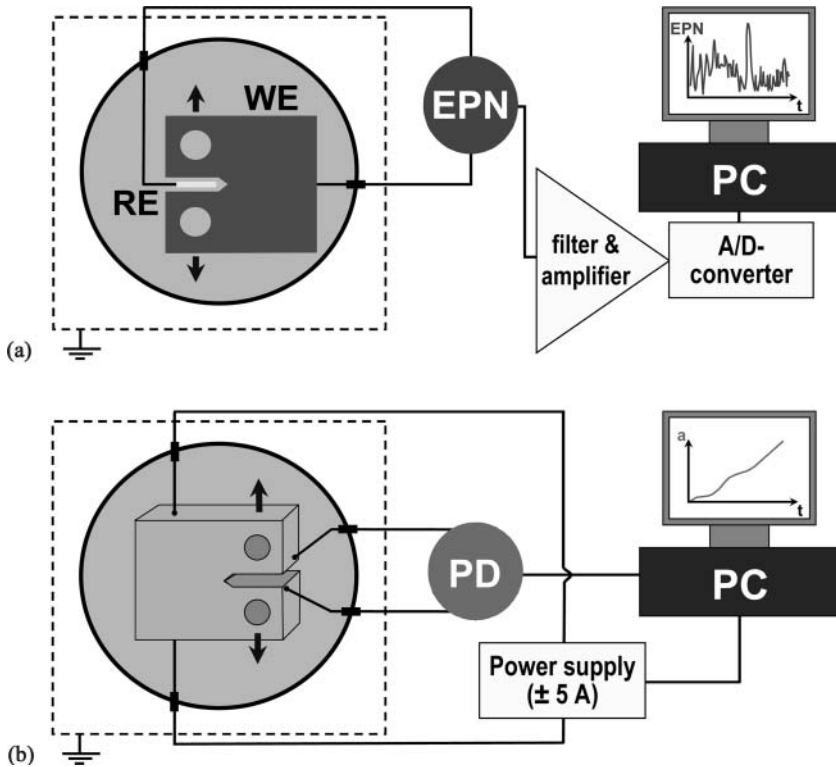 EPN
t
WE
RE
EPN
PC
filter &
amplifier
A/D-
converter
(a)
a
t
PD
PC
Power supply
(± 5 A)
(b)